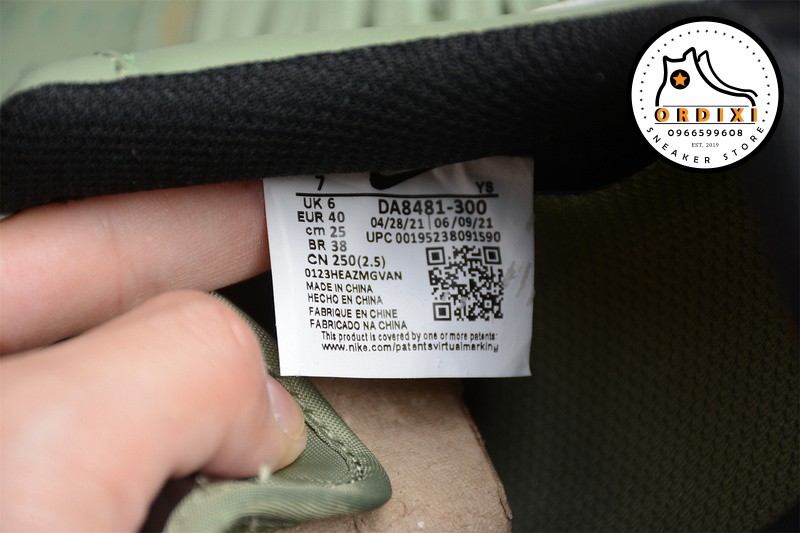 ORDIXI
0966599608
EST. 2019
SNEAKER STORE
7 YS
UK 6
EUR 40
cm 25
BR 38
CN 250(2.5)
DA8481-300
04/28/21 06/09/21
UPC 00195238091590
0123HEAZMGVAN
MADE IN CHINA
HECHO EN CHINA
FABRIQUE EN CHINE
FABRICADO NA CHINA
This product is covered by one or more patents:
www.nike.com/patentsvirtualmarking